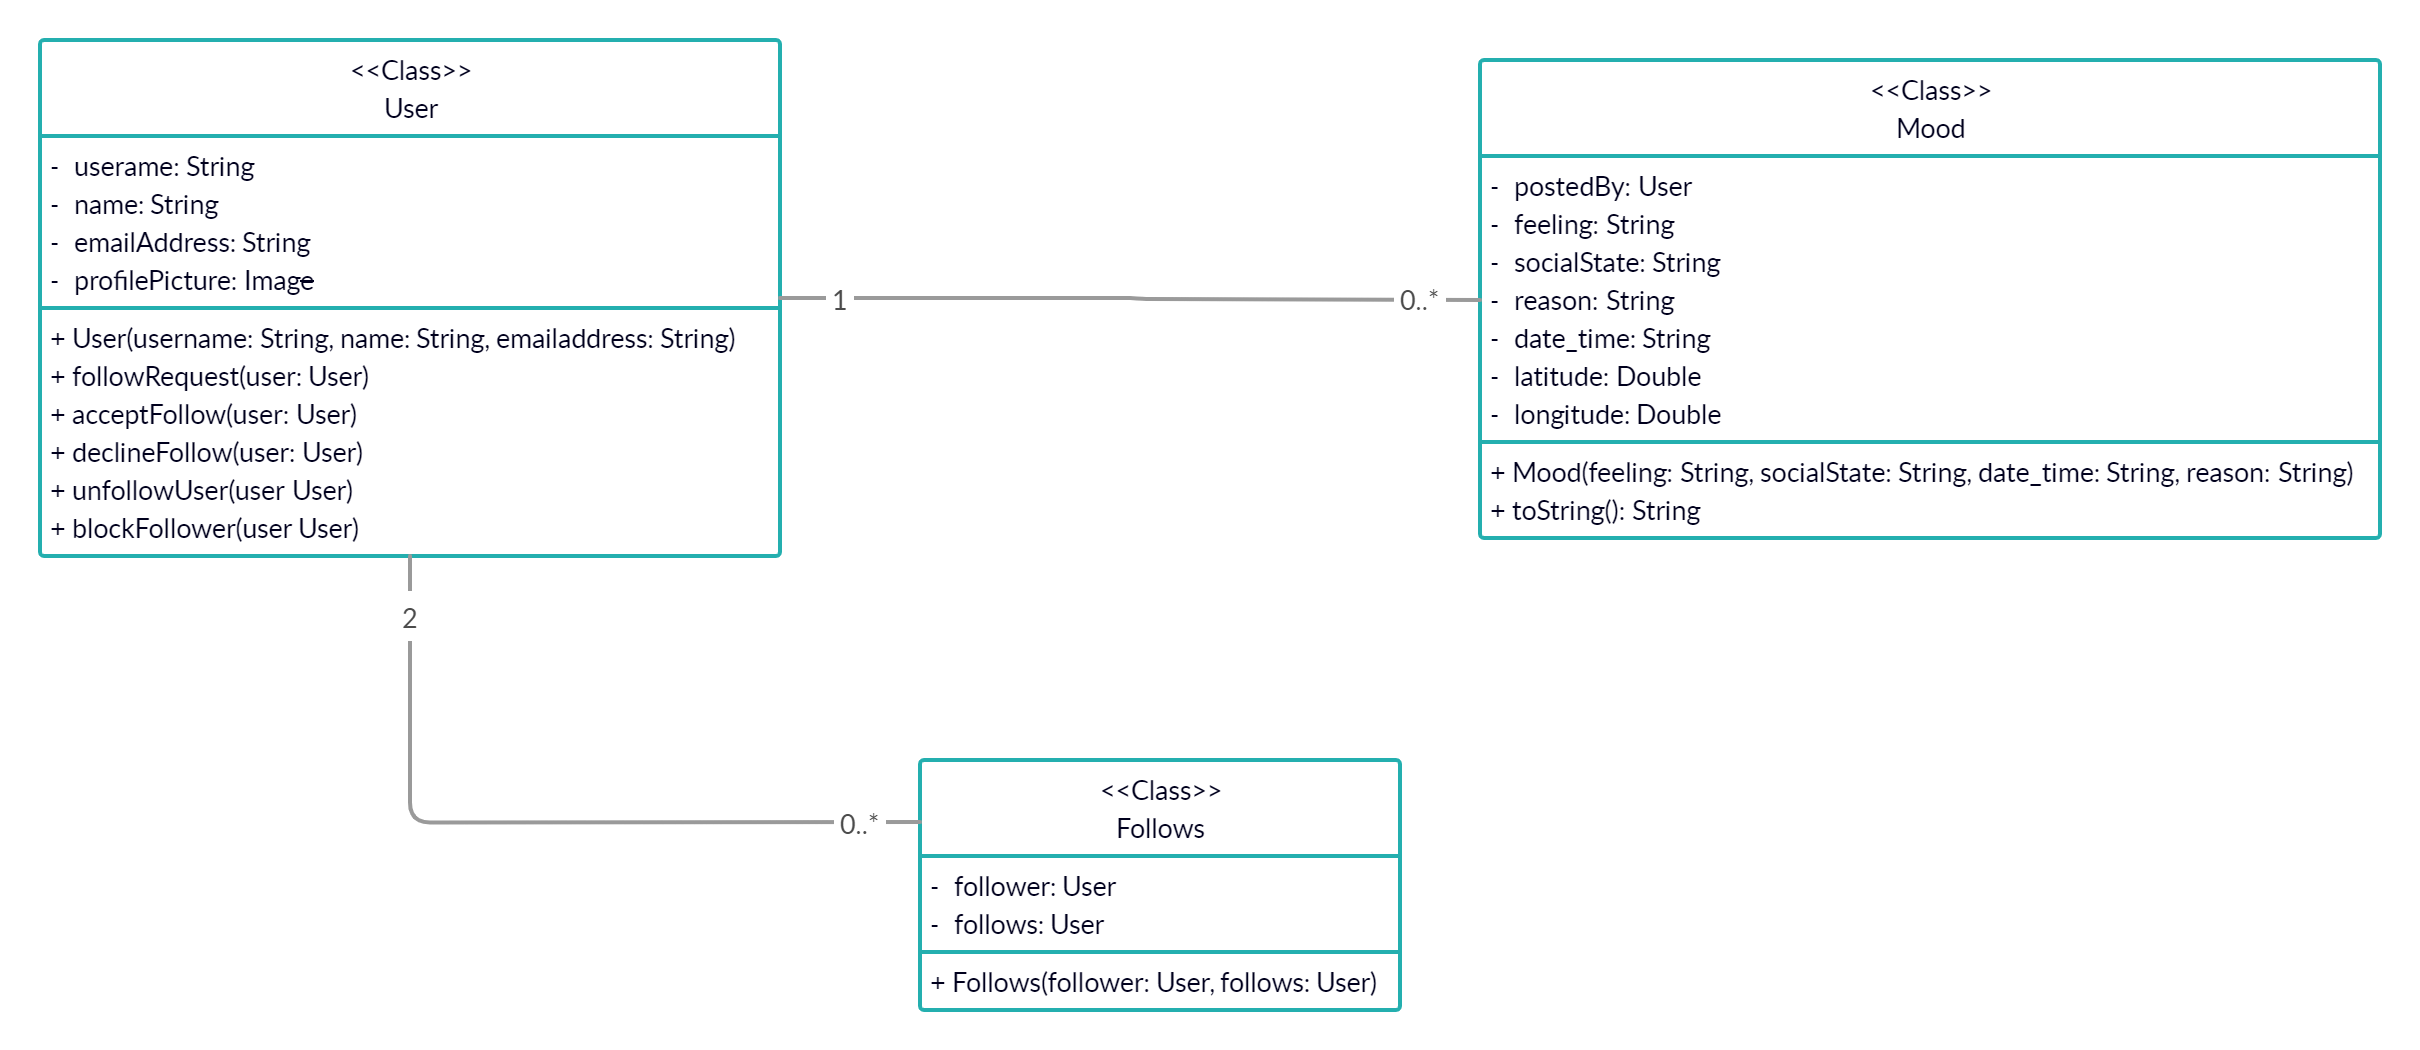 <<Class>>
User
- userame: String
- name: String
- emailAddress: String
- profilePicture: Image
+ User(username: String, name: String, emailaddress: String)
+ followRequest(user: User)
+ acceptFollow(user: User)
+ declineFollow(user: User)
+ unfollowUser(user User)
+ blockFollower(user User)
1
0..*
<<Class>>
Mood
- postedBy: User
- feeling: String
- socialState: String
- reason: String
- date_time: String
- latitude: Double
- longitude: Double
+ Mood(feeling: String, socialState: String, date_time: String, reason: String)
+ toString(): String
2
0..*
<<Class>>
Follows
- follower: User
- follows: User
+ Follows(follower: User, follows: User)